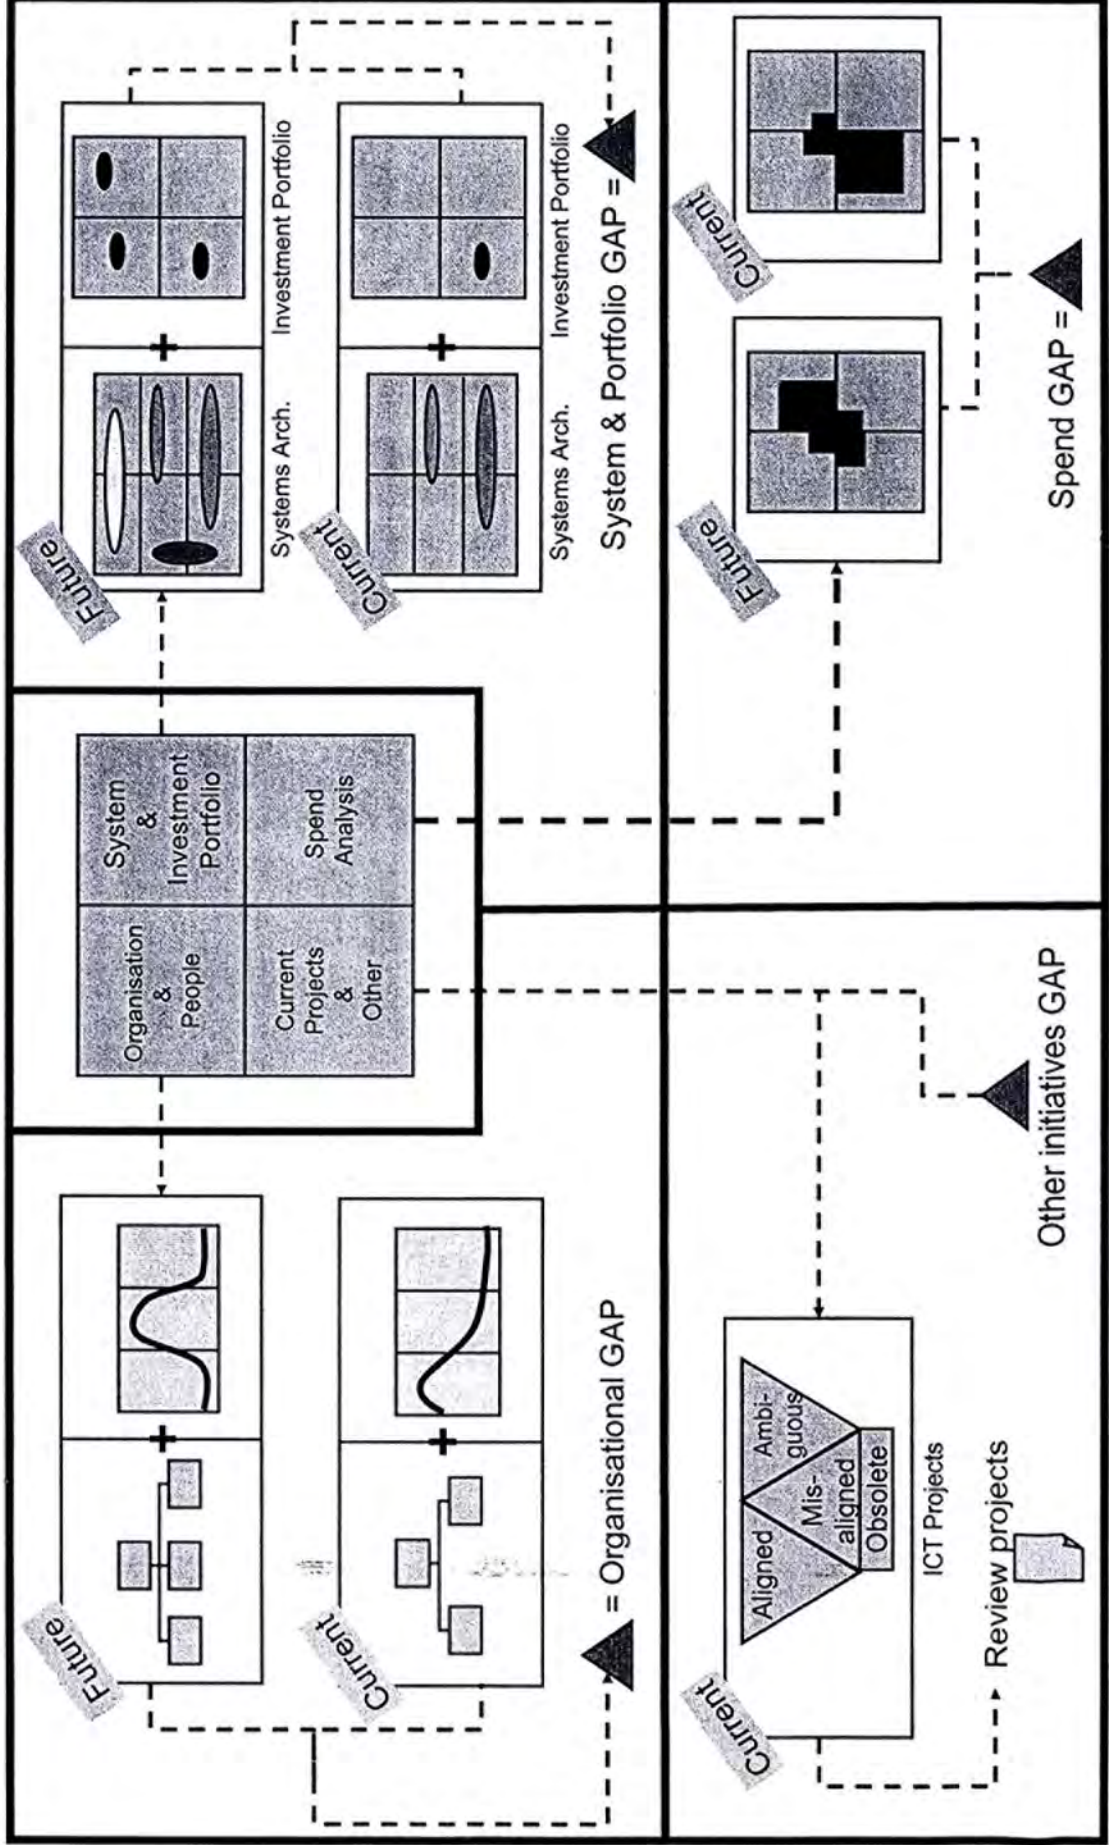 Future
Current
= Organisational GAP
Organisation
&
People
System
&
Investment
Portfolio
Current
Projects
&
Other
Spend
Analysis
Future
Systems Arch.
Investment Portfolio
Current
Systems Arch.
Investment Portfolio
System & Portfolio GAP =
Current
Aligned
Mis-
aligned
Ambi-
guous
Obsolete
ICT Projects
Review projects
Other initiatives GAP
Future
Current
Spend GAP =